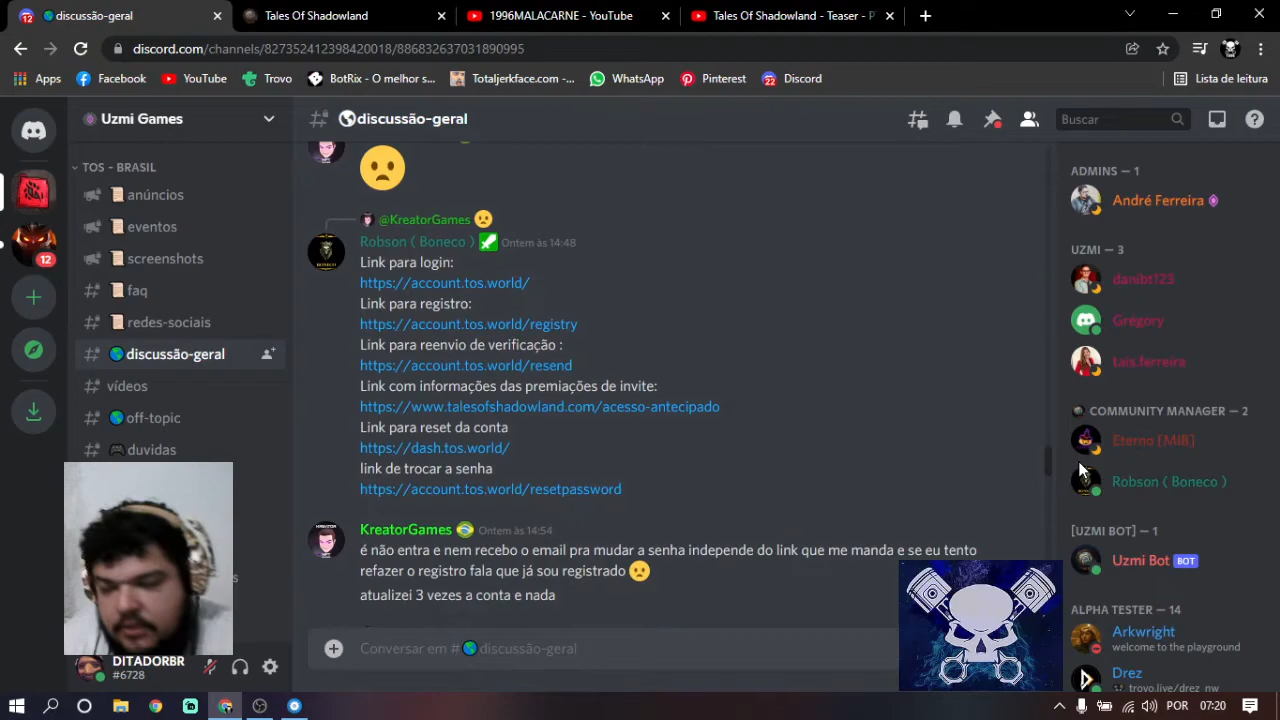 discussão-geral
Tales Of Shadowland
1996MALACARNE - YouTube
Tales Of Shadowland - Teaser - P
discord.com/channels/827352412398420018/886832637031890995
Apps
Facebook
YouTube
Trovo
BotRix - O melhor s...
Totaljerkface.com -...
WhatsApp
Pinterest
22
Discord
Lista de leitura
Uzmi Games
discussão-geral
Buscar
TOS - BRASIL
anúncios
eventos
screenshots
faq
redes-sociais
discussão-geral
vídeos
off-topic
duvidas
12
@KreatorGames
Robson ( Boneco ) Ontem às 14:48
Link para login:
https://account.tos.world/
Link para registro:
https://account.tos.world/registry
Link para reenvio de verificação :
https://account.tos.world/resend
Link com informações das premiações de invite:
https://www.talesofshadowland.com/acesso-antecipado
Link para reset da conta
https://dash.tos.world/
link de trocar a senha
https://account.tos.world/resetpassword
KreatorGames Ontem às 14:54
é não entra e nem recebo o email pra mudar a senha independe do link que me manda e se eu tento
refazer o registro fala que já sou registrado
atualizei 3 vezes a conta e nada
Conversar em # discussão-geral
ADMINS — 1
André Ferreira
UZMI — 3
danibt123
Grégory
tais.ferreira
COMMUNITY MANAGER — 2
Eterno [MiB]
Robson ( Boneco )
[UZMI BOT] — 1
Uzmi Bot BOT
ALPHA TESTER — 14
Arkwright
welcome to the playground
Drez
trovo.live/drez_nw
DITADORBR
#6728
POR
07:20